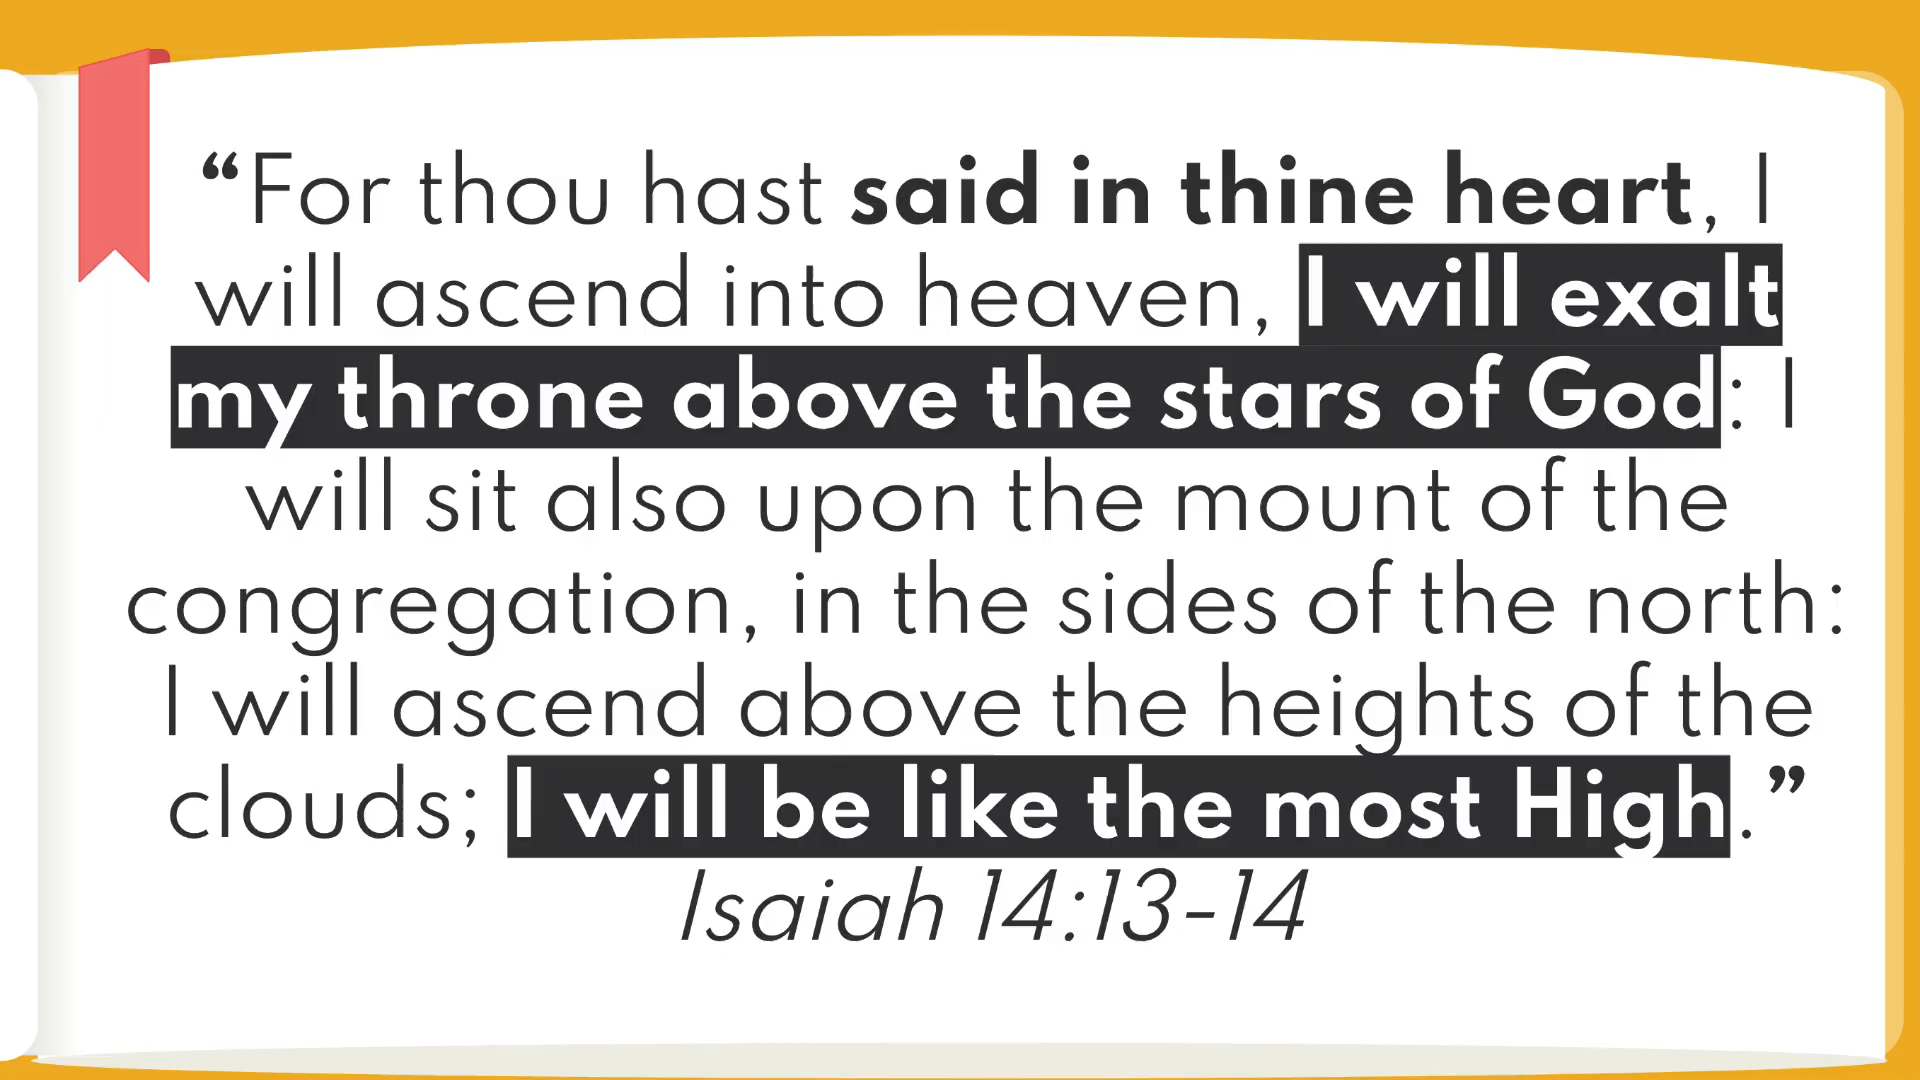 “For thou hast said in thine heart, I
will ascend into heaven, I will exalt
my throne above the stars of God: I
will sit also upon the mount of the
congregation, in the sides of the north:
I will ascend above the heights of the
clouds; I will be like the most High.”
Isaiah 14:13-14